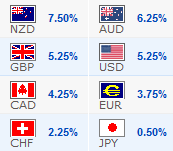 7.50% 6.25%
NZD AUD
5.25% 5.25%
GBP USD
4.25% 3.75%
CAD EUR
2.25% 0.50%
CHF JPY